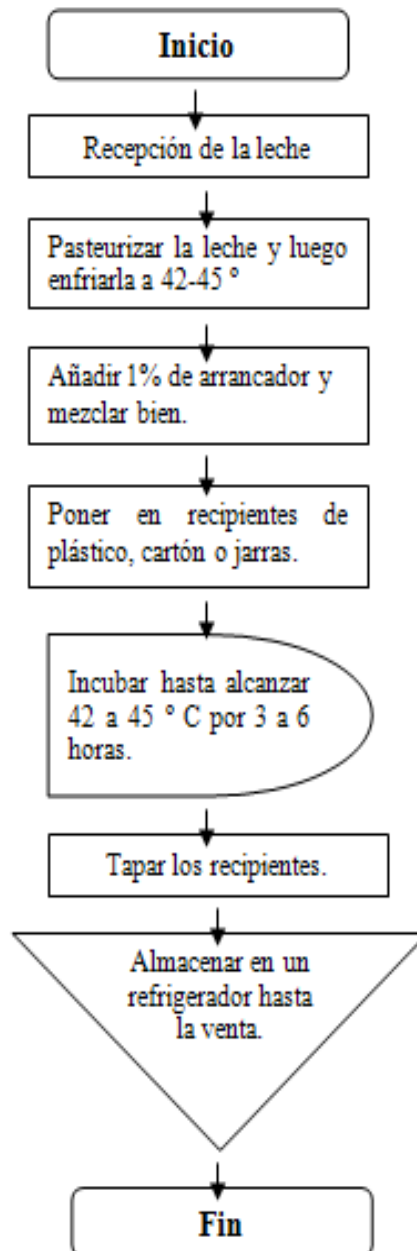 Inicio
Recepción de la leche
Pasteurizar la leche y luego
enfriarla a 42-45 º
Añadir 1% de arrancador y
mezclar bien.
Poner en recipientes de
plástico, cartón o jarras.
Incubar hasta alcanzar
42 a 45 º C por 3 a 6
horas.
Tapar los recipientes.
Almacenar en un
refrigerador hasta
la venta.
Fin